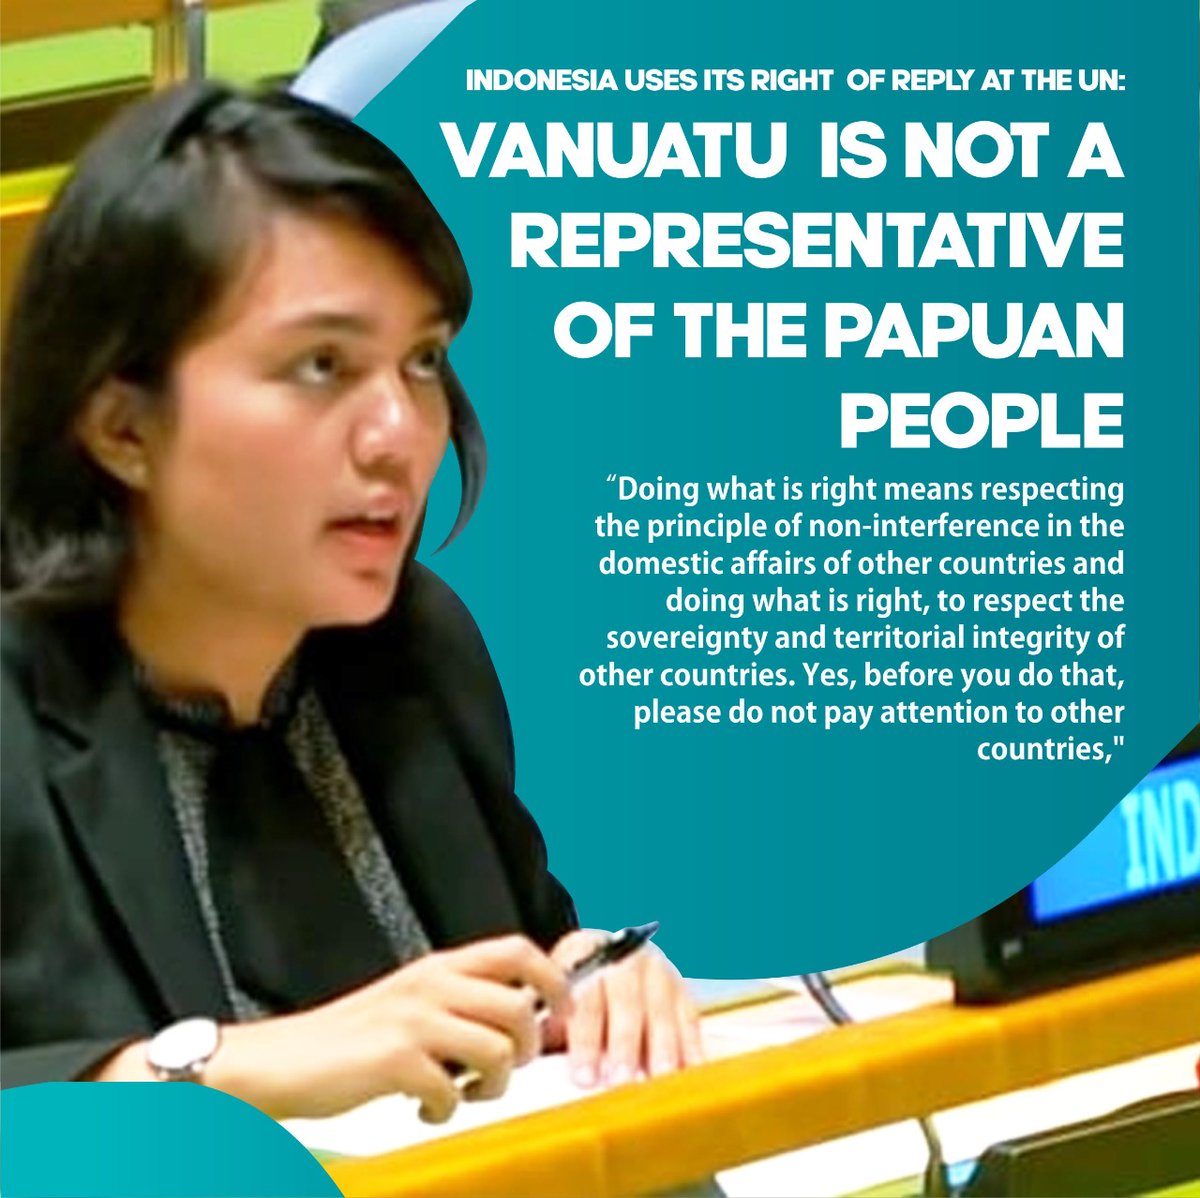 INDONESIA USES ITS RIGHT OF REPLY AT THE UN:
VANUATU IS NOT A
REPRESENTATIVE
OF THE PAPUAN
PEOPLE
“Doing what is right means respecting
the principle of non-interference in the
domestic affairs of other countries and
doing what is right, to respect the
sovereignty and territorial integrity of
other countries. Yes, before you do that,
please do not pay attention to other
countries,"
IND